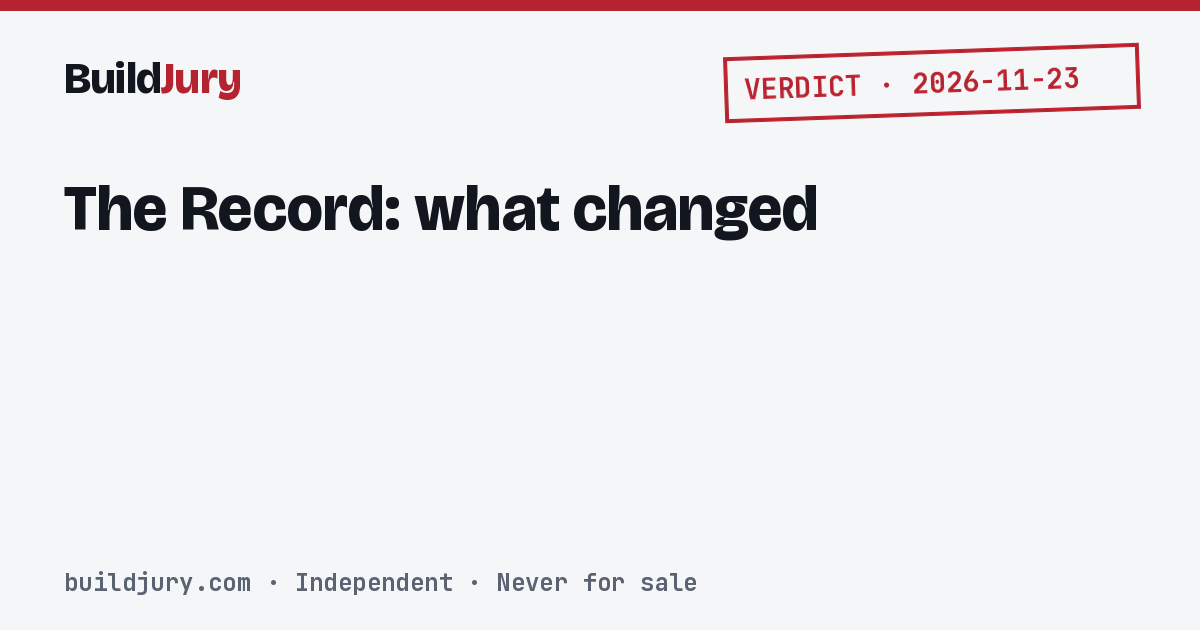 BuildJury
VERDICT · 2026-11-23
The Record: what changed
buildjury.com · Independent · Never for sale